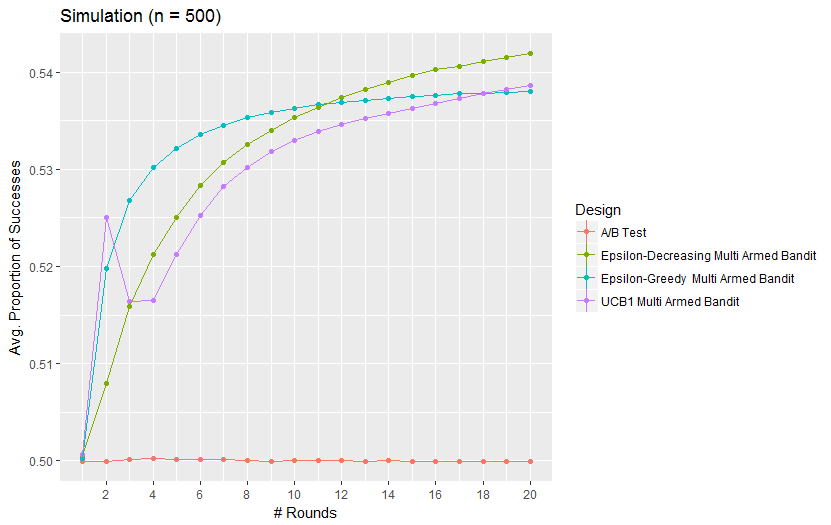 Simulation (n = 500)
Avg. Proportion of Successes
0.54
0.53
0.52
0.51
0.50
2 4 6 8 10 12 14 16 18 20
# Rounds
Design
A/B Test
Epsilon-Decreasing Multi Armed Bandit
Epsilon-Greedy Multi Armed Bandit
UCB1 Multi Armed Bandit